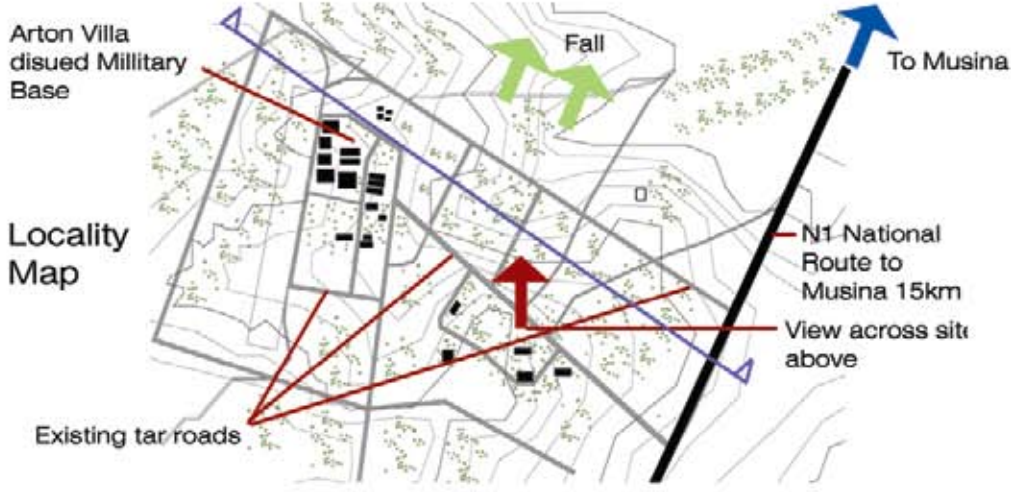 Arton Villa
disued Millitary
Base
Fall
To Musina
Locality
Map
N1 National
Route to
Musina 15km
View across site
above
Existing tar roads